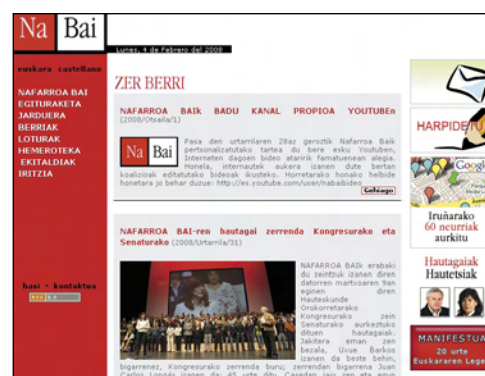 Na Bai
Lunes, 4 de Febrero del 2008
euskara castellano
NAFARROA BAI
EGITURAKETA
JARDUERA
BERRIAK
LOTURAK
HEMEROTEKA
EKITALDIAK
IRITZIA
hasi · kontaktua
ZER BERRI
NAFARROA BAIk BADU KANAL PROPIOA YOUTUBEn
(2008/Otsaila/1)
Na Bai
Pasa den urtarrilaren 28az geroztik Nafarroa Baik
pertsonalizatutako tartea du bere esku Youtuben,
Interneten dagoen bideo ataririk famatuenean alegia.
Honela, internautek aukera izanen dute bertan
koalizioak editatutako bideoak ikusteko. Horretarako honako helbide
honetara jo behar duzue: http://es.youtube.com/user/nabaibideo
Gehiago
NAFARROA BAI-ren hautagai zerrenda Kongresurako eta
Senaturako (2008/Urtarrila/31)
NAFARROA BAIk erabaki
du zeintzuk izanen diren
datorren martxoaren 9an
eginen diren
Hauteskunde
Orokorretarako
Kongresurako zein
Senaturako aurkeztuko
dituen hautagaiak.
Jakitera eman zen
bezala, Uxue Barkos
izanen da beste behin,
bigarrenez, Kongresurako zerrenda buru; zerrendan bigarrena Juan
HARPIDETU
Google
Iruñarako
60 neurriak
aurkitu
Hautagaiak
Hautetsiak
MANIFESTUA
20 urte
Euskararen Lege